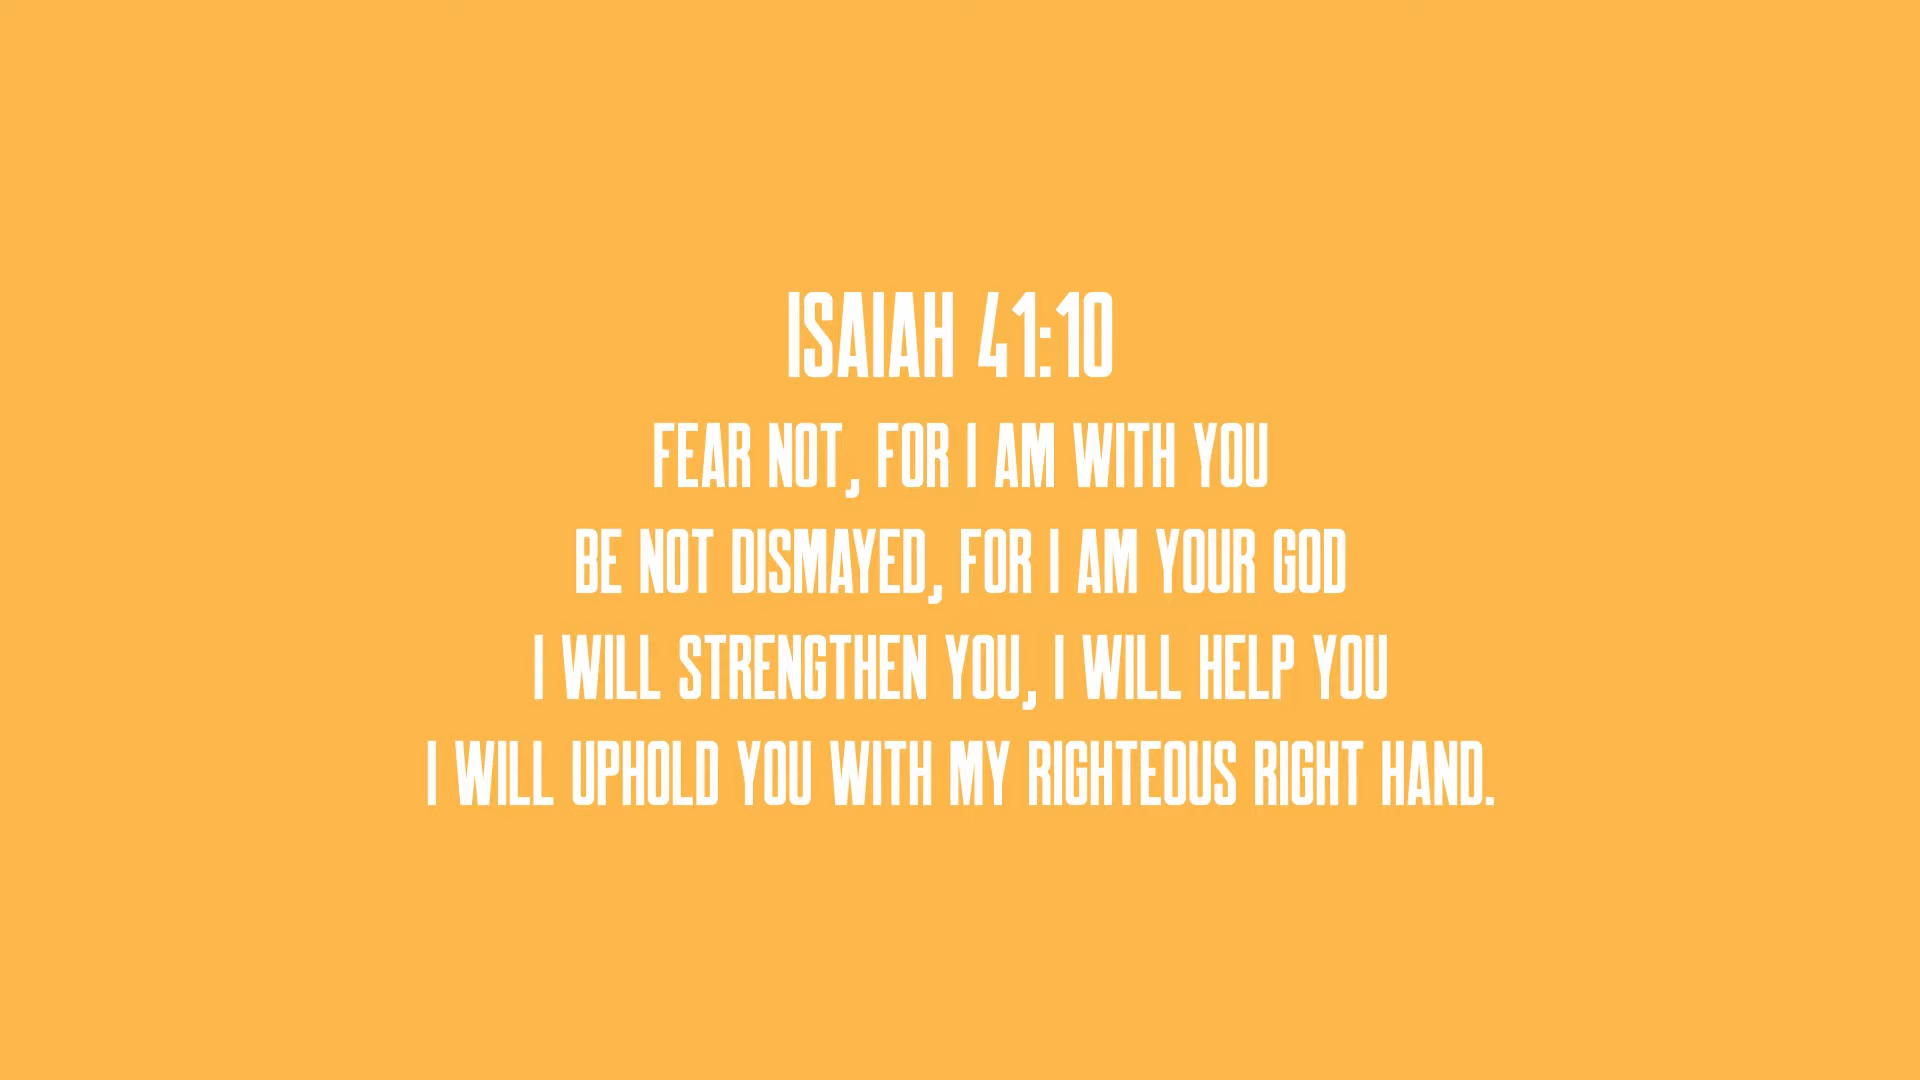 ISAIAH 41:10
FEAR NOT, FOR I AM WITH YOU
BE NOT DISMAYED, FOR I AM YOUR GOD
I WILL STRENGTHEN YOU, I WILL HELP YOU
I WILL UPHOLD YOU WITH MY RIGHTEOUS RIGHT HAND.